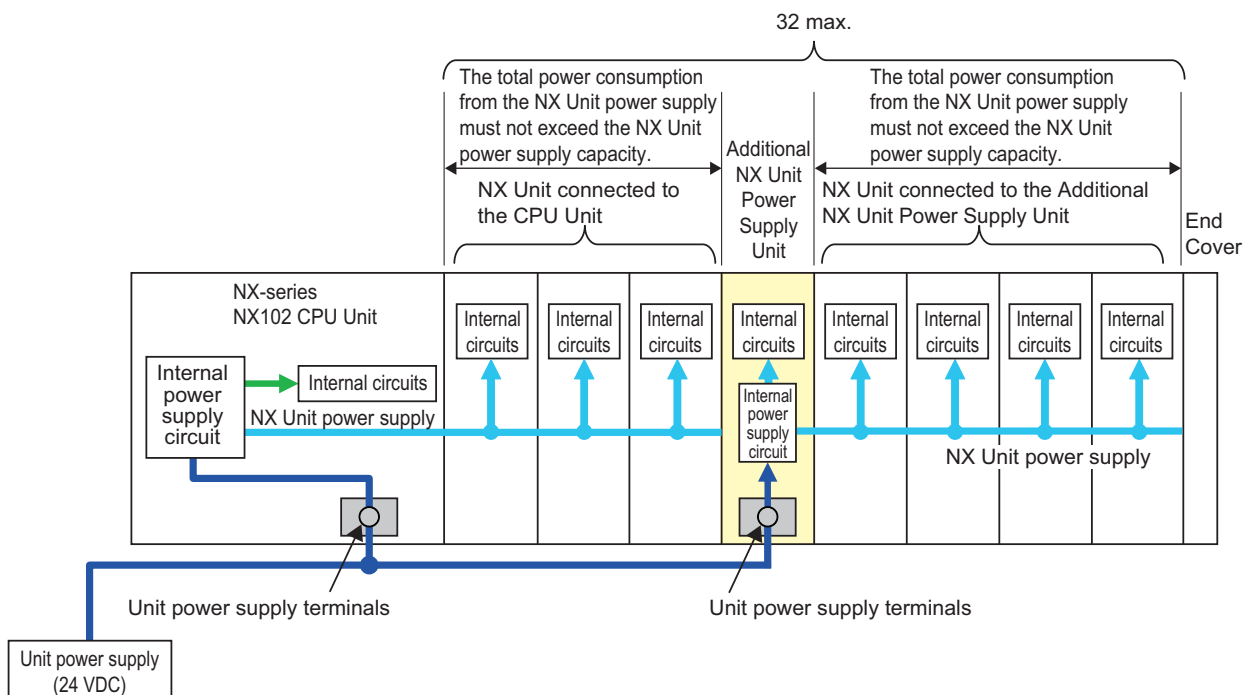 32 max.
The total power consumption
from the NX Unit power supply
must not exceed the NX Unit
power supply capacity.
Additional
NX Unit
Power
Supply
Unit
The total power consumption
from the NX Unit power supply
must not exceed the NX Unit
power supply capacity.
NX Unit connected to
the CPU Unit
NX Unit connected to the Additional
NX Unit Power Supply Unit
End
Cover
NX-series
NX102 CPU Unit
Internal
circuits
Internal
circuits
Internal
circuits
Internal
circuits
Internal
circuits
Internal
circuits
Internal
circuits
Internal
circuits
Internal
power
supply
circuit
Internal circuits
NX Unit power supply
Internal
power
supply
circuit
NX Unit power supply
Unit power supply terminals
Unit power supply terminals
Unit power supply
(24 VDC)